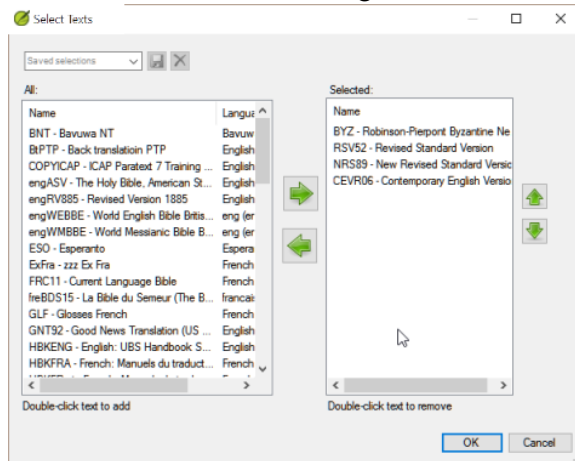 Select Texts
Saved selections
All:
Name Langua
BNT - Bavuwa NT Bavuw
BtPTP - Back translatioin PTP English
COPYICAP - ICAP Paratext 7 Training ... English
engASV - The Holy Bible, American St... English
engRV885 - Revised Version 1885 English
engWEBBE - World English Bible Britis... eng (er
engWMBBE - World Messianic Bible B... eng (er
ESO - Esperanto Espera
ExFra - zzz Ex Fra French
FRC11 - Current Language Bible French
freBDS15 - La Bible du Semeur (The B... francai
GLF - Glosses French French
GNT92 - Good News Translation (US ... English
HBKENG - English: UBS Handbook S... English
HBKFRA - French: Manuels du traduct... French
Double-click text to add
Selected:
Name
BYZ - Robinson-Pierpont Byzantine Ne
RSV52 - Revised Standard Version
NRS89 - New Revised Standard Versic
CEVR06 - Contemporary English Versio
Double-click text to remove
OK Cancel